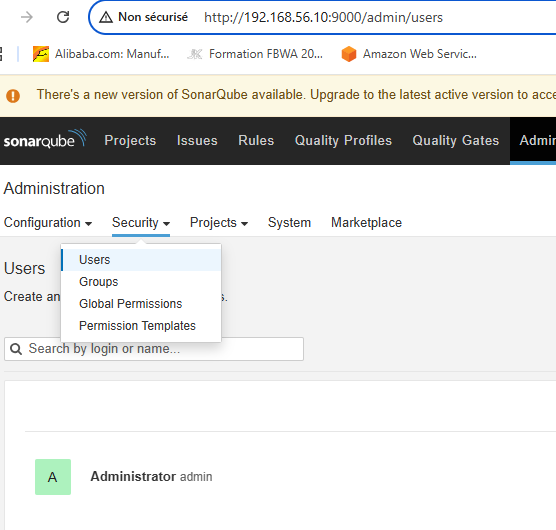 Non sécurisé http://192.168.56.10:9000/admin/users
Alibaba.com: Manuf... Formation FBWA 20... Amazon Web Servic...
There's a new version of SonarQube available. Upgrade to the latest active version to acce
sonarqube Projects Issues Rules Quality Profiles Quality Gates Admin
Administration
Configuration Security Projects System Marketplace
Users
Groups
Global Permissions
Permission Templates
Users
Create an s.
Search by login or name...
A Administrator admin